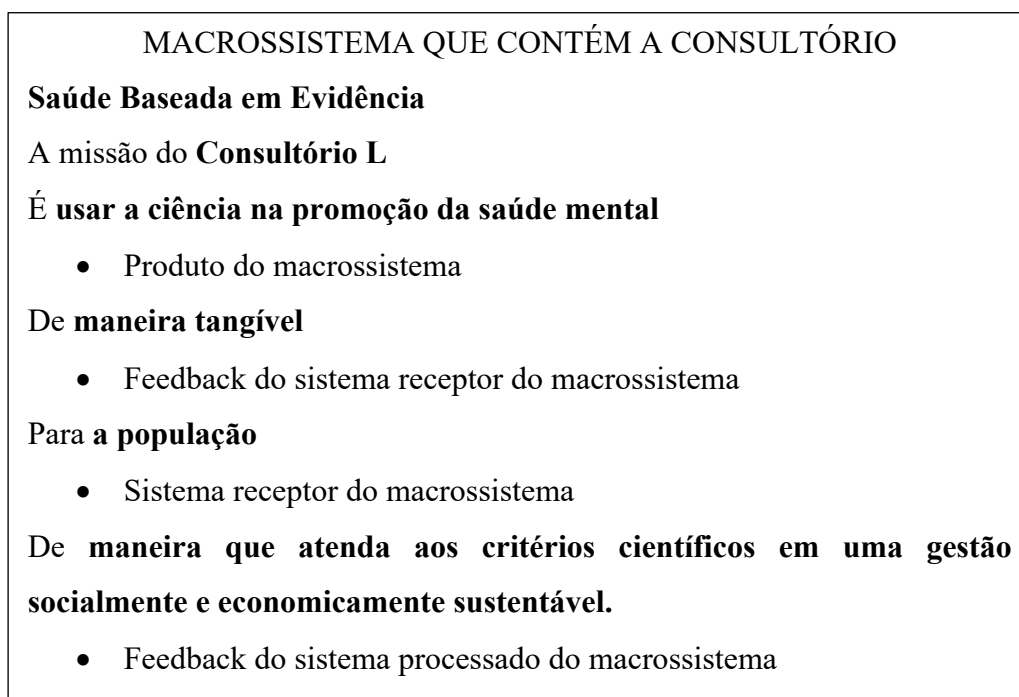 MACROSSISTEMA QUE CONTÉM A CONSULTÓRIO
Saúde Baseada em Evidência
A missão do Consultório L
É usar a ciência na promoção da saúde mental
• Produto do macrossistema
De maneira tangível
• Feedback do sistema receptor do macrossistema
Para a população
• Sistema receptor do macrossistema
De maneira que atenda aos critérios científicos em uma gestão
socialmente e economicamente sustentável.
• Feedback do sistema processado do macrossistema